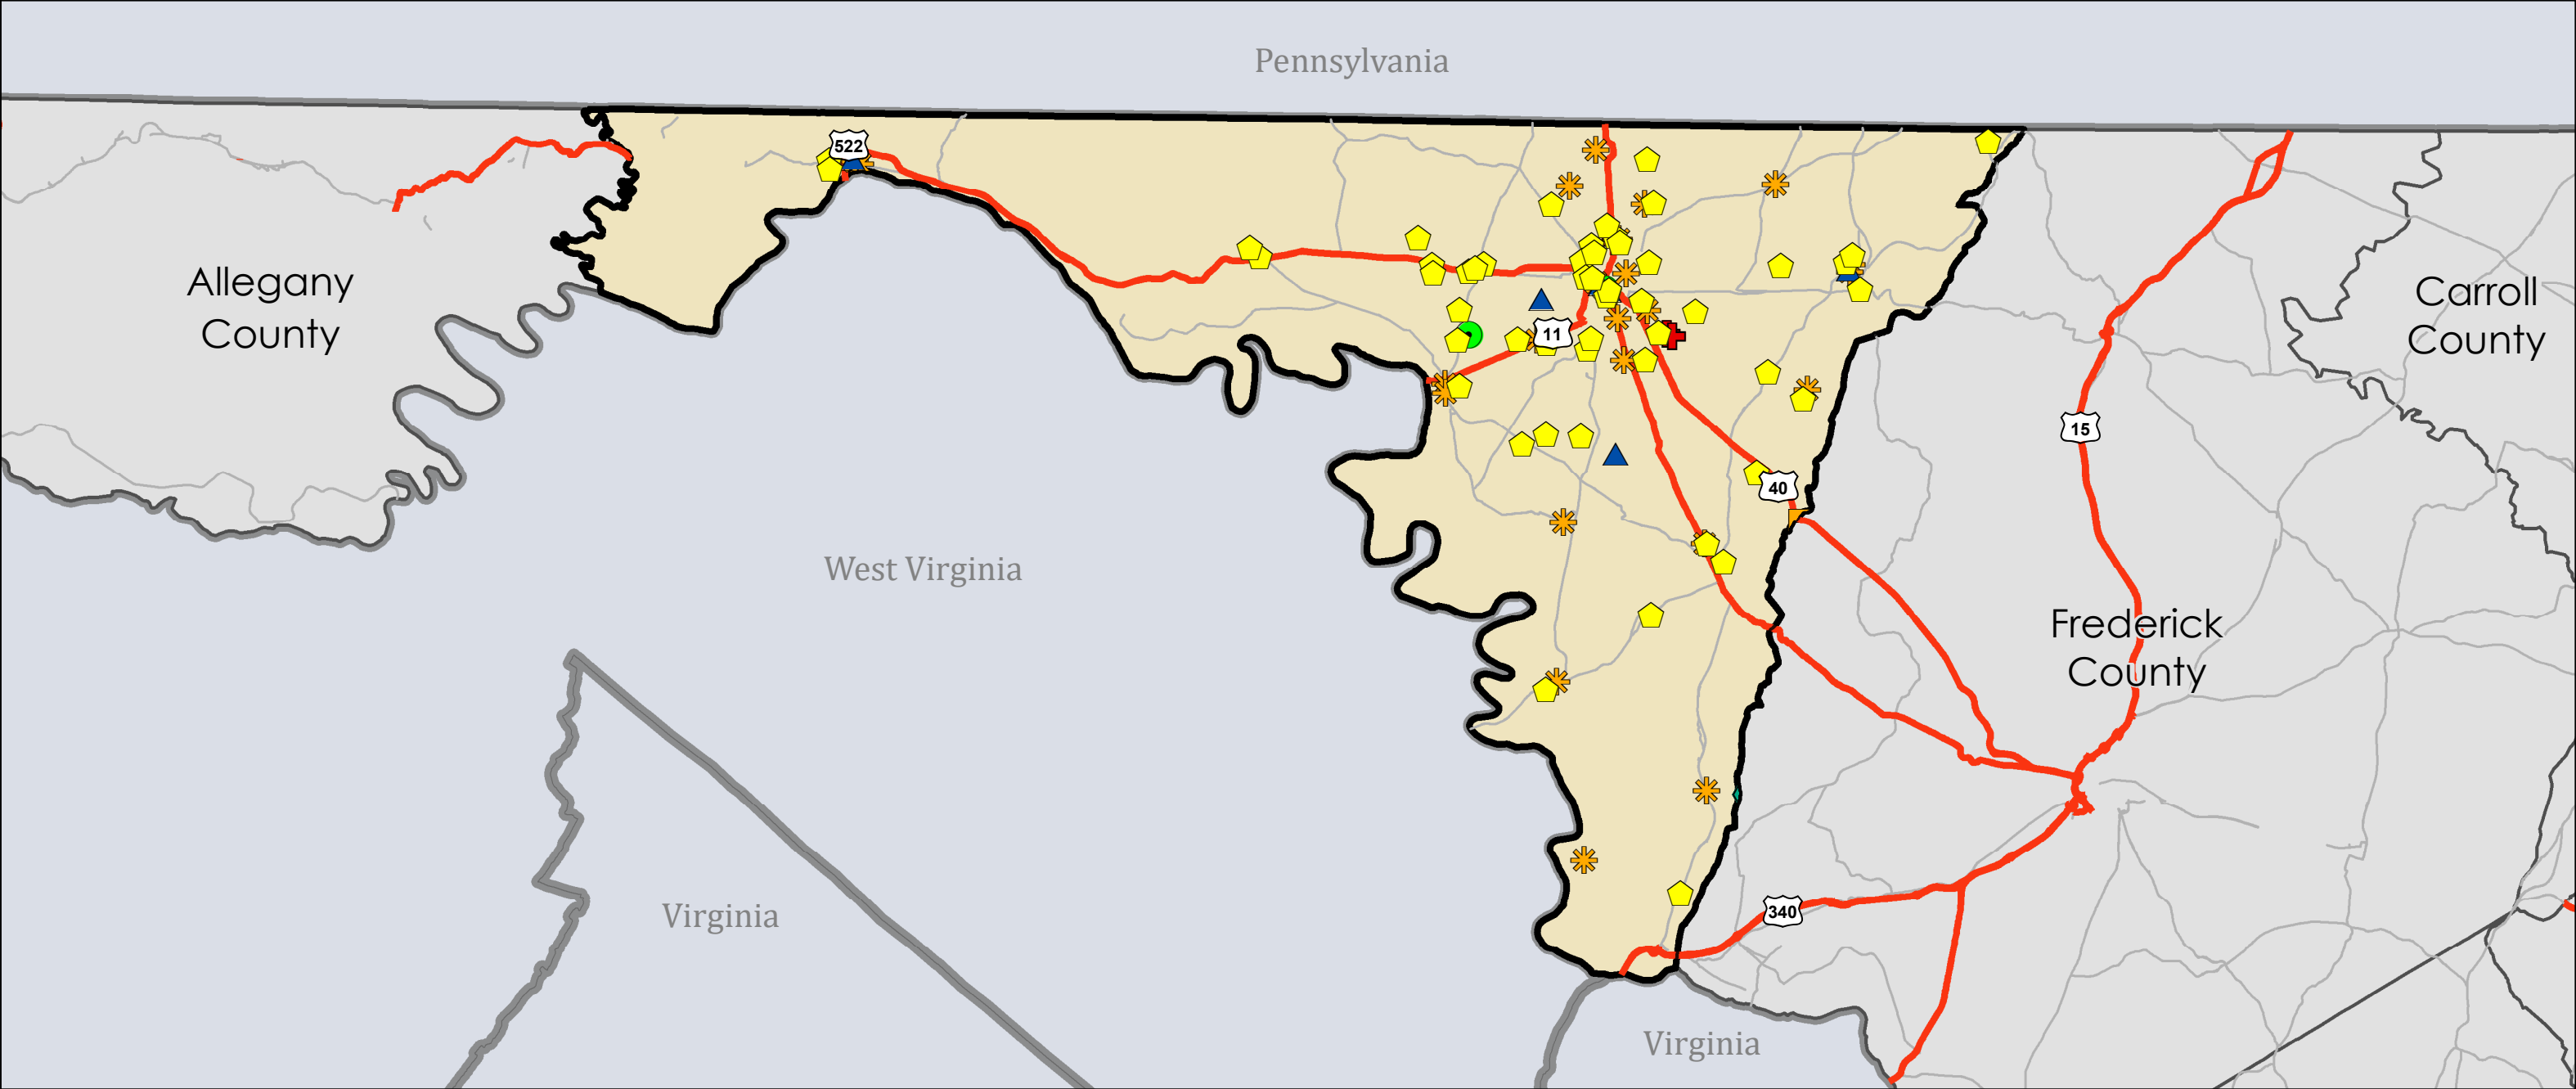 Pennsylvania
522
Allegany
County
Carroll
County
11
15
40
West Virginia
Frederick
County
Virginia
340
Virginia